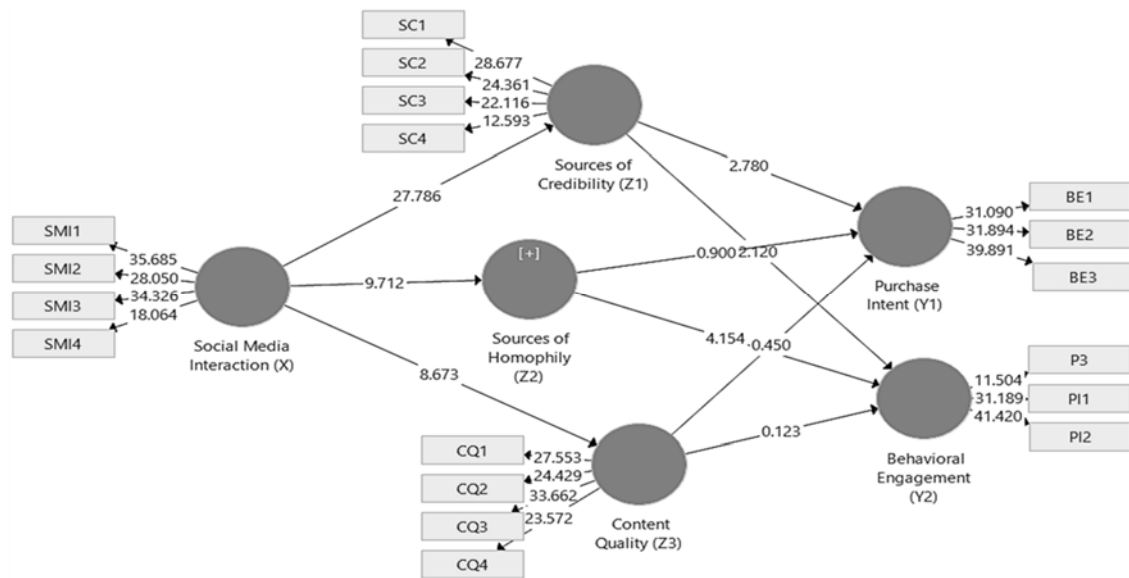 SC1
SC2
SC3
SC4
28.677
24.361
22.116
12.593
Sources of
Credibility (Z1)
27.786
2.780
SMI1
SMI2
SMI3
SMI4
35.685
28.050
34.326
18.064
Social Media
Interaction (X)
9.712
[+]
Sources of
Homophily
(Z2)
0.900
2.120
Purchase
Intent (Y1)
31.090
31.894
39.891
BE1
BE2
BE3
8.673
4.154
0.450
0.123
CQ1
CQ2
CQ3
CQ4
27.553
24.429
33.662
23.572
Content
Quality (Z3)
Behavioral
Engagement
(Y2)
11.504
31.189
41.420
P3
PI1
PI2